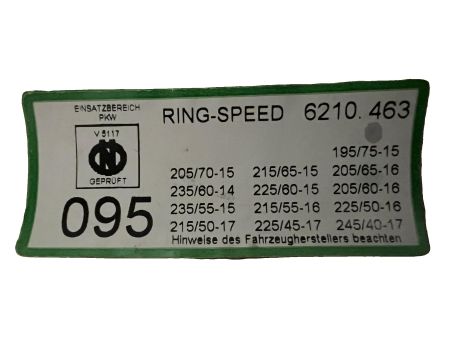 EINSATZBEREICH
PKW
RING-SPEED 6210.463
V 5117
GEPRÜFT
195/75-15
205/70-15 215/65-15 205/65-16
235/60-14 225/60-15 205/60-16
095
235/55-15 215/55-16 225/50-16
215/50-17 225/45-17 245/40-17
Hinweise des Fahrzeugherstellers beachten